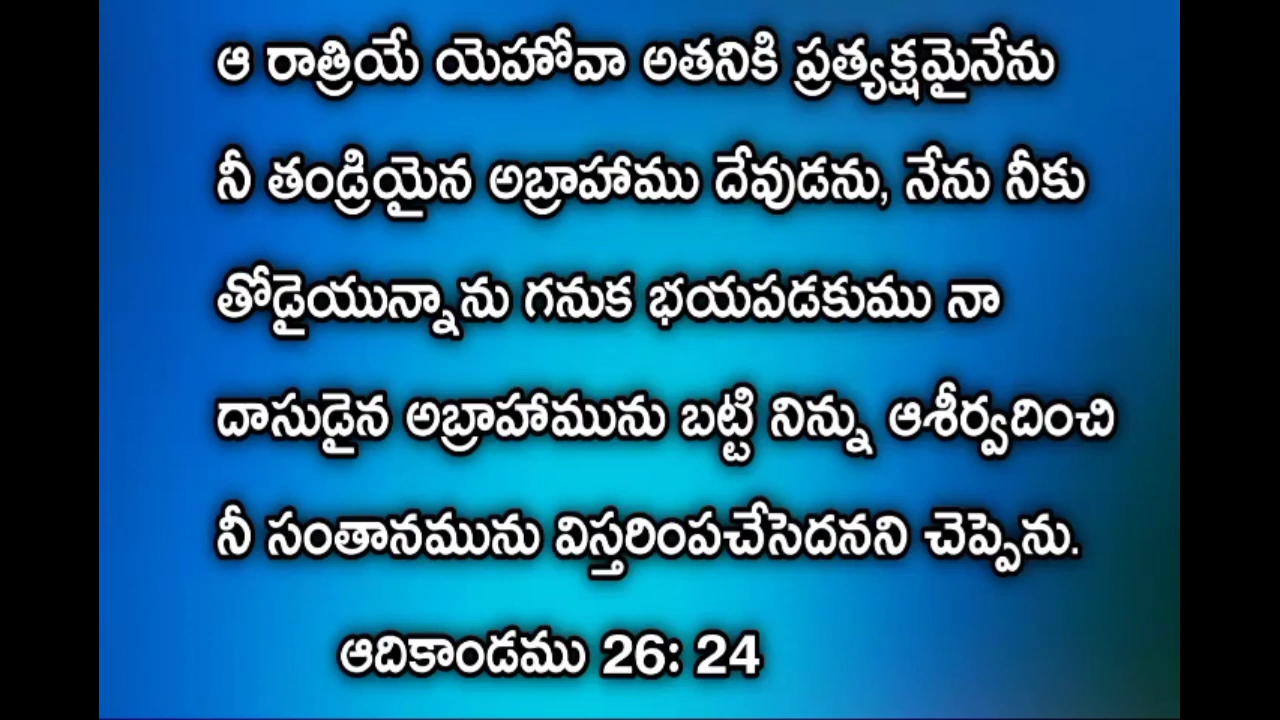 ఆ రాత్రియే యెహోవా అతనికి ప్రత్యక్షమైనేను
నీ తండ్రియైన అబ్రాహాము దేవుడను, నేను నీకు
తోడైయున్నాను గనుక భయపడకుము నా
దాసుడైన అబ్రాహామును బట్టి నిన్ను ఆశీర్వదించి
నీ సంతానమును విస్తరింపచేసెదనని చెప్పెను.
ఆదికాండము 26: 24